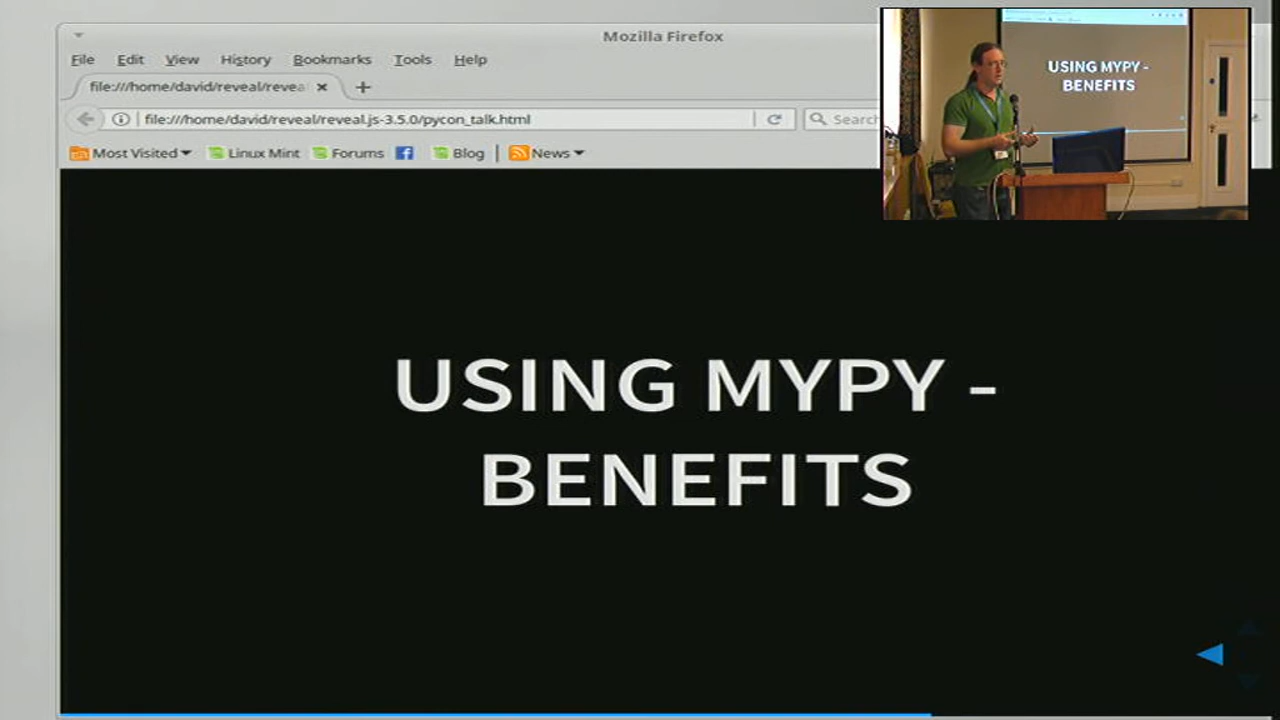 Mozilla Firefox
File Edit View History Bookmarks Tools Help
file:///home/david/reveal/revea
file:///home/david/reveal/reveal.js-3.5.0/pycon_talk.html
Search
Most Visited Linux Mint Forums Blog News
USING MYPY -
BENEFITS
USING MYPY -
BENEFITS